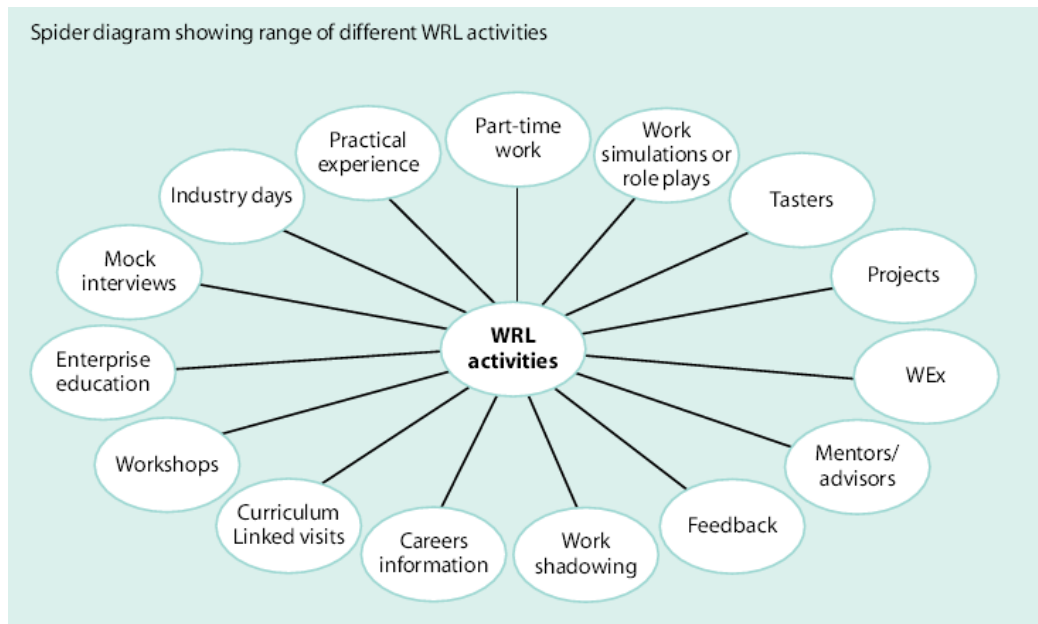 Spider diagram showing range of different WRL activities
Part-time
work
Work
simulations or
role plays
Tasters
Projects
WEx
Mentors/
advisors
Feedback
Work
shadowing
Careers
information
Curriculum
Linked visits
Workshops
Enterprise
education
Mock
interviews
Industry days
Practical
experience
WRL
activities